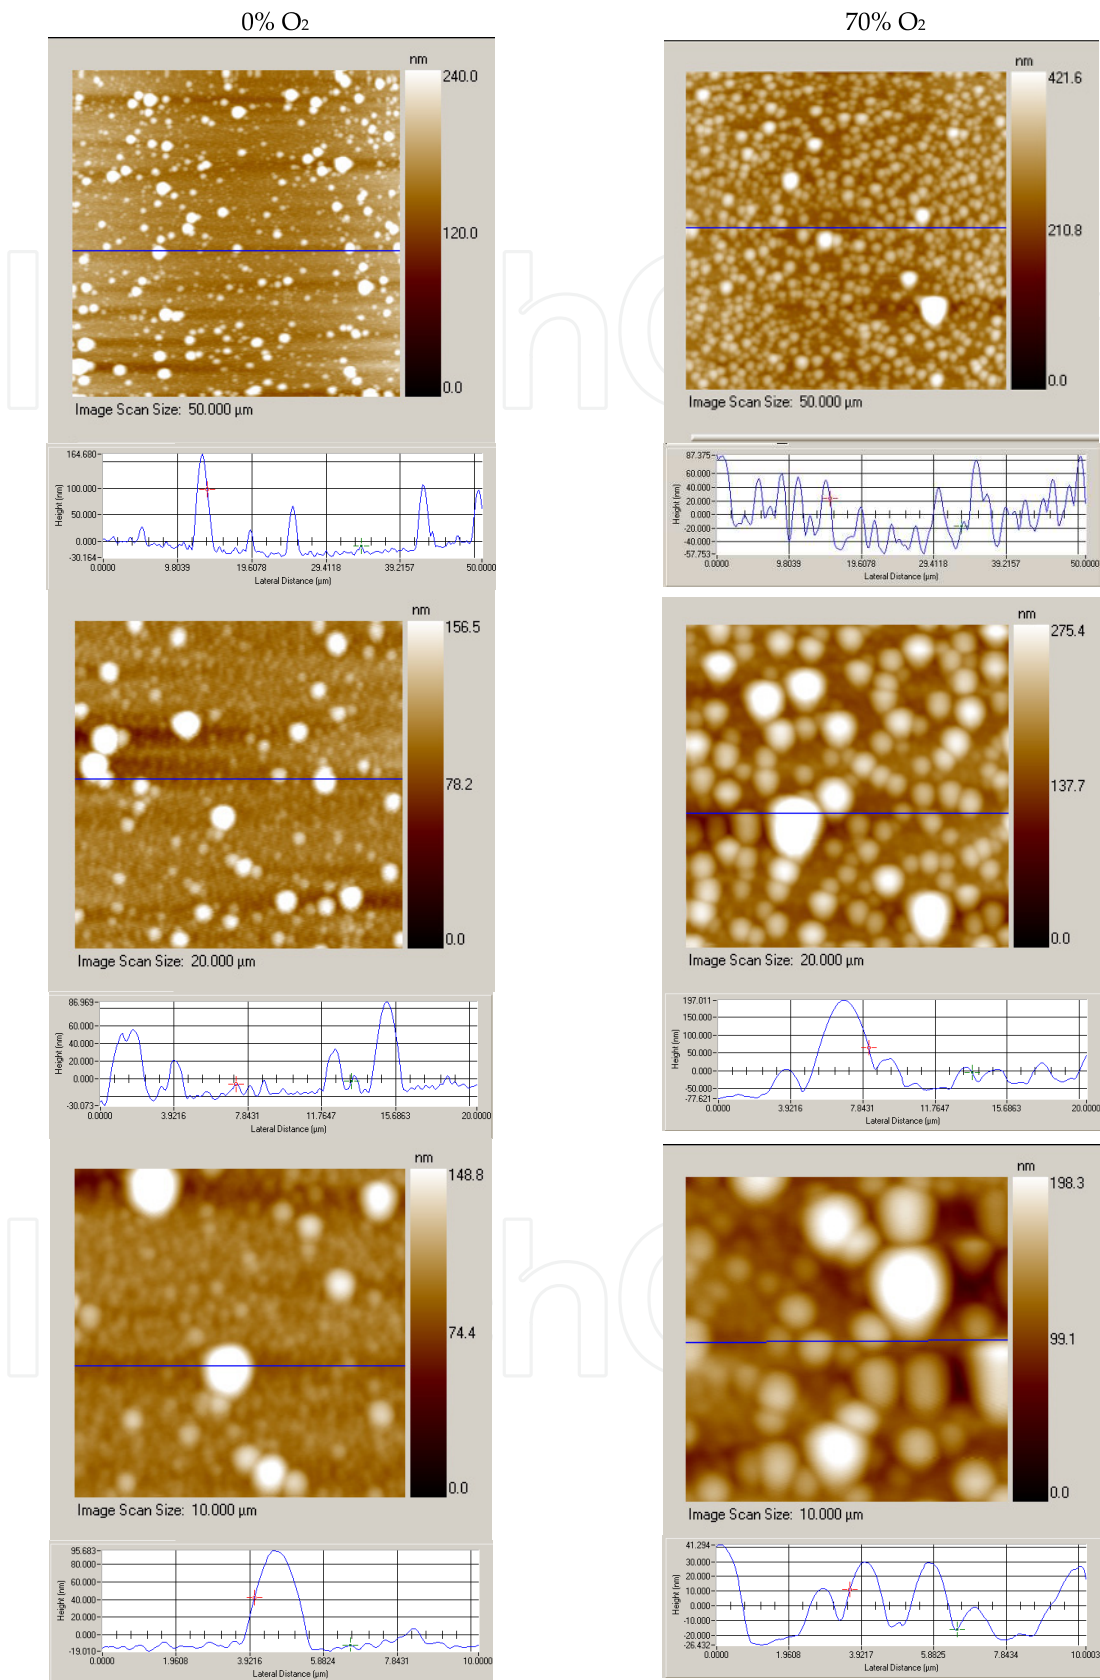 0% O₂
70% O₂
nm
240.0
120.0
0.0
Image Scan Size: 50.000 µm
164.680
100.000
50.000
0.000
-30.164
Height (nm)
0.0000 9.8039 19.6078 29.4118 39.2157 50.0000
Lateral Distance (µm)
nm
421.6
210.8
0.0
Image Scan Size: 50.000 µm
87.375
60.000
40.000
20.000
0.000
-20.000
-40.000
-57.753
Height (nm)
0.0000 9.8039 19.6078 29.4118 39.2157 50.0000
Lateral Distance (µm)
nm
156.5
78.2
0.0
Image Scan Size: 20.000 µm
86.969
60.000
40.000
20.000
0.000
-30.073
Height (nm)
0.0000 3.9216 7.8431 11.7647 15.6863 20.0000
Lateral Distance (µm)
nm
275.4
137.7
0.0
Image Scan Size: 20.000 µm
197.011
150.000
100.000
50.000
0.000
-50.000
-77.621
Height (nm)
0.0000 3.9216 7.8431 11.7647 15.6863 20.0000
Lateral Distance (µm)
nm
148.8
74.4
0.0
Image Scan Size: 10.000 µm
95.683
80.000
60.000
40.000
20.000
0.000
-19.010
Height (nm)
0.0000 1.9608 3.9216 5.8824 7.8431 10.0000
Lateral Distance (µm)
nm
198.3
99.1
0.0
Image Scan Size: 10.000 µm
41.294
30.000
20.000
10.000
0.000
-10.000
-20.000
-26.432
Height (nm)
0.0000 1.9608 3.9217 5.8825 7.8434 10.0003
Lateral Distance (µm)